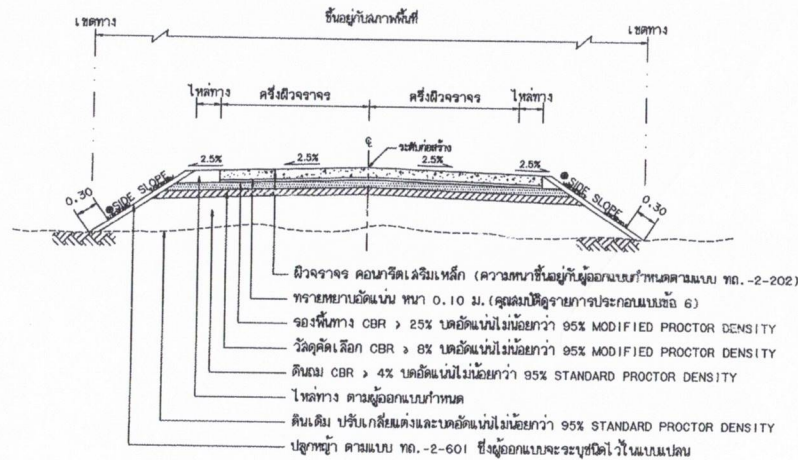 ขึ้นอยู่กับสภาพพื้นที่
เขตทาง
เขตทาง
ไหล่ทาง
ครึ่งผิวจราจร
ครึ่งผิวจราจร
ไหล่ทาง
℄
ระดับก่อสร้าง
2.5%
2.5%
2.5%
2.5%
0.30
SIDE SLOPE
SIDE SLOPE
0.30
ผิวจราจร คอนกรีตเสริมเหล็ก (ความหนาขึ้นอยู่กับผู้ออกแบบกำหนดตามแบบ ทถ.-2-202)
ทรายหยาบอัดแน่น หนา 0.10 ม. (คุณสมบัติดูรายการประกอบแบบข้อ 6)
รองพื้นทาง CBR > 25% บดอัดแน่นไม่น้อยกว่า 95% MODIFIED PROCTOR DENSITY
วัสดุคัดเลือก CBR > 8% บดอัดแน่นไม่น้อยกว่า 95% MODIFIED PROCTOR DENSITY
ดินถม CBR > 4% บดอัดแน่นไม่น้อยกว่า 95% STANDARD PROCTOR DENSITY
ไหล่ทาง ตามผู้ออกแบบกำหนด
ดินเดิม ปรับเกลี่ยแต่งและบดอัดแน่นไม่น้อยกว่า 95% STANDARD PROCTOR DENSITY
ปลูกหญ้า ตามแบบ ทถ.-2-601 ซึ่งผู้ออกแบบจะระบุชนิดไว้ในแบบแปลน